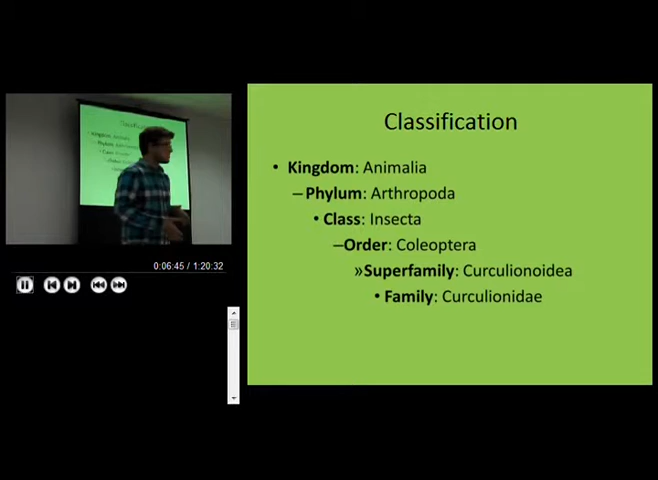 Classification
• Kingdom: Animalia
–Phylum: Arthropoda
• Class: Insecta
–Order: Coleoptera
»Superfamily: Curculionoidea
• Family: Curculionidae
0:06:45 / 1:20:32